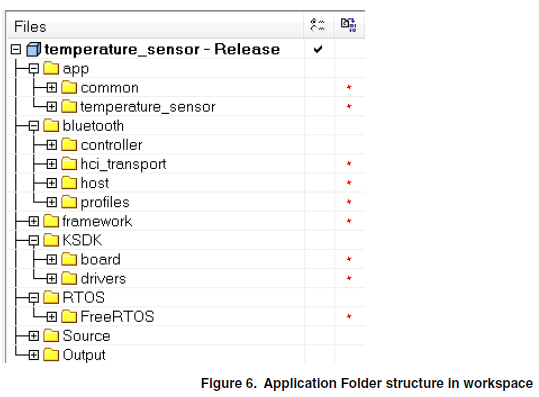 Files
temperature_sensor - Release
app
common
temperature_sensor
bluetooth
controller
hci_transport
host
profiles
framework
KSDK
board
drivers
RTOS
FreeRTOS
Source
Output
Figure 6. Application Folder structure in workspace